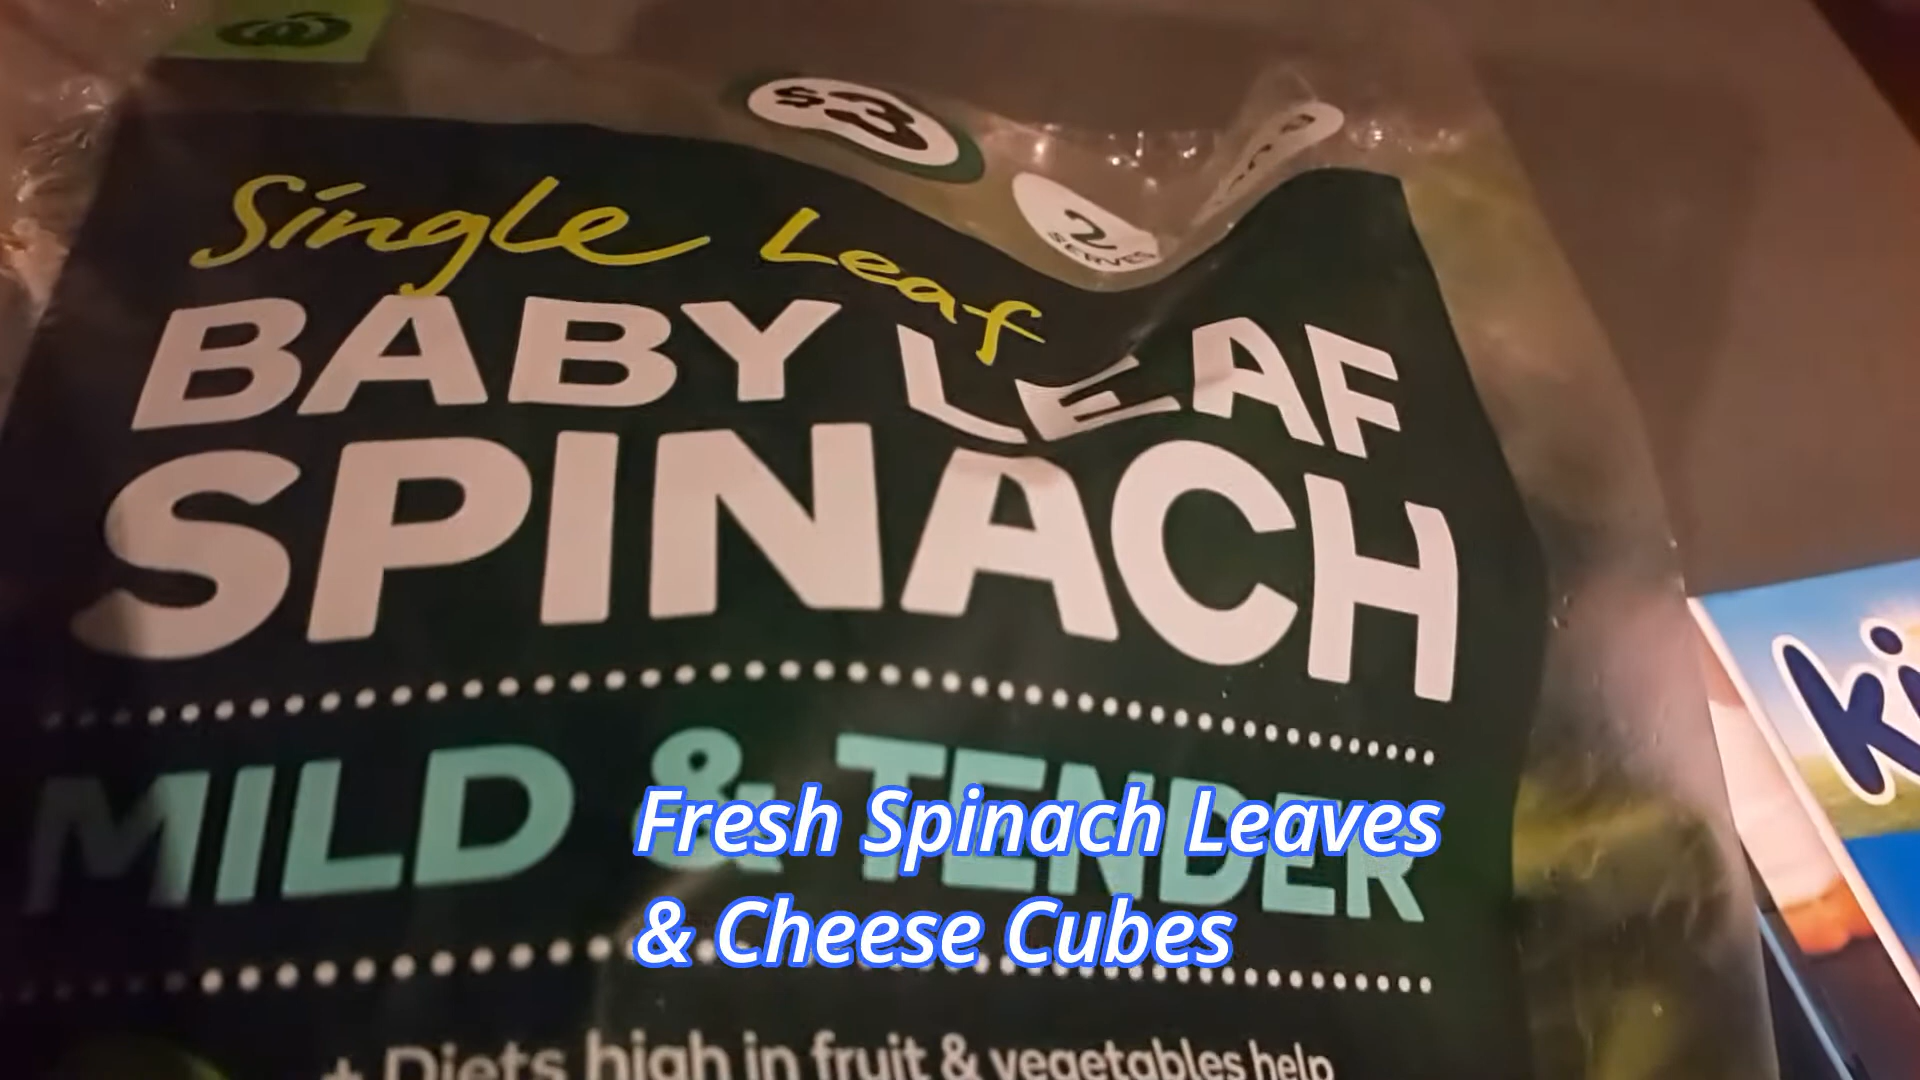 $3
2
SERVES
Single Leaf
BABY LEAF
SPINACH
MILD & TENDER
Fresh Spinach Leaves
& Cheese Cubes
+ Diets high in fruit & vegetables help